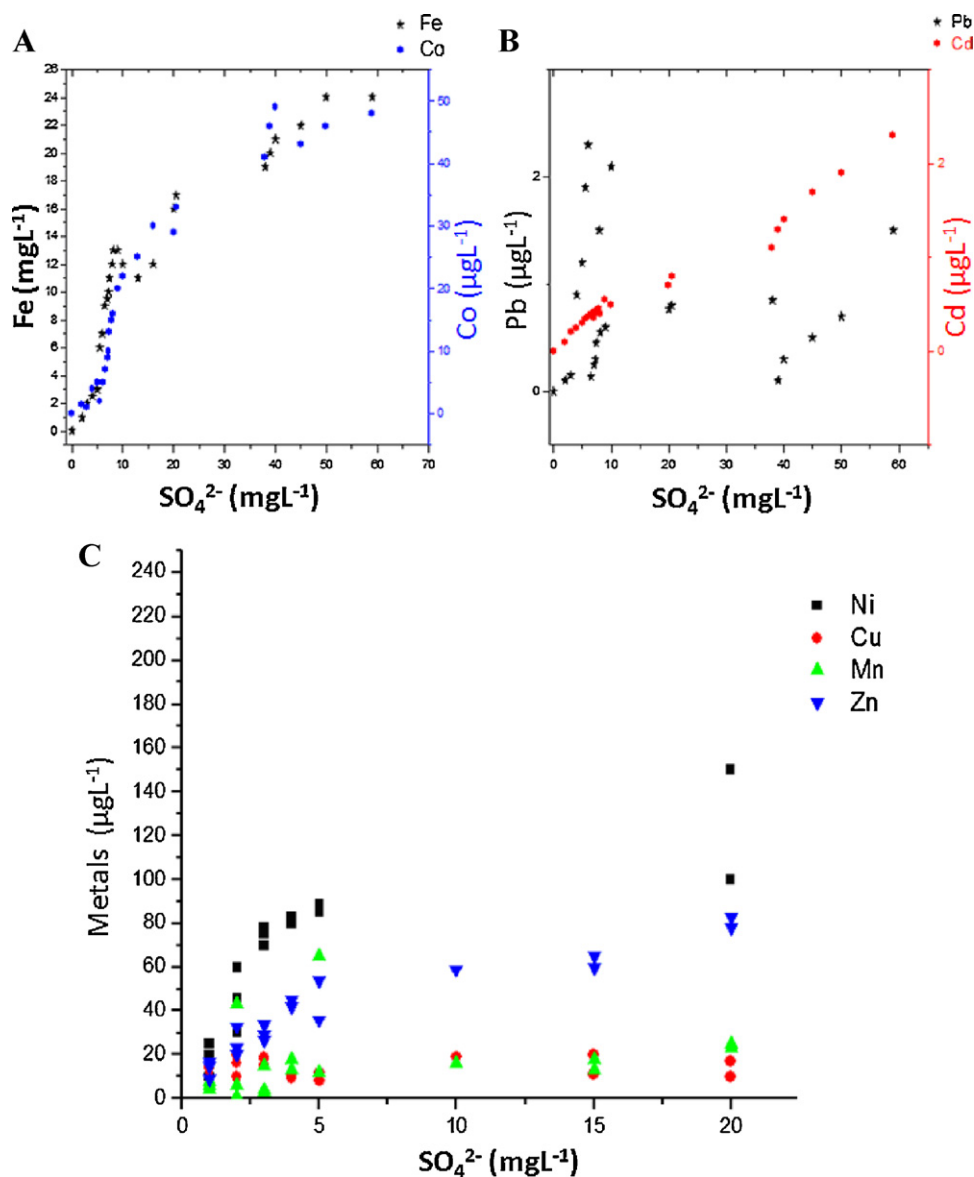 A
Fe
Co
B
Pb
Cd
26
24
22
20
18
16
14
12
10
8
6
4
2
0
50
40
30
20
10
0
Fe (mgL-1)
Co (µgL-1)
0 10 20 30 40 50 60 70
SO₄²⁻ (mgL⁻¹)
2
0
Pb (µgL⁻¹)
2
0
Cd (µgL⁻¹)
0 10 20 30 40 50 60
SO₄²⁻ (mgL⁻¹)
C
240
220
200
180
160
140
120
100
80
60
40
20
0
Metals (µgL⁻¹)
Ni
Cu
Mn
Zn
0 5 10 15 20
SO₄²⁻ (mgL⁻¹)